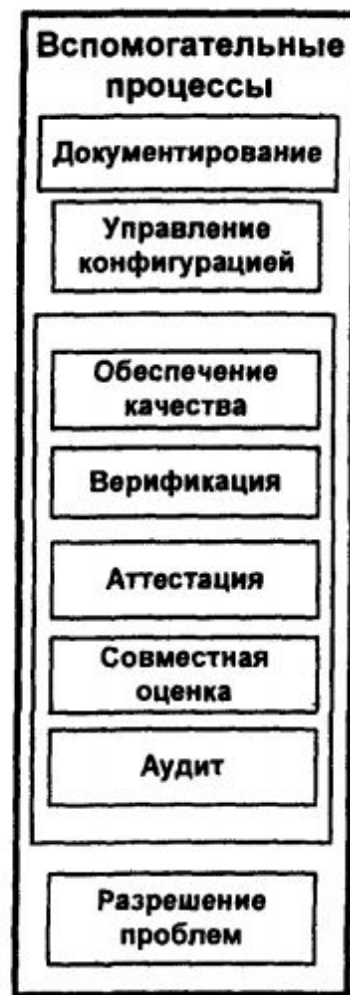 Вспомогательные
процессы
Документирование
Управление
конфигурацией
Обеспечение
качества
Верификация
Аттестация
Совместная
оценка
Аудит
Разрешение
проблем